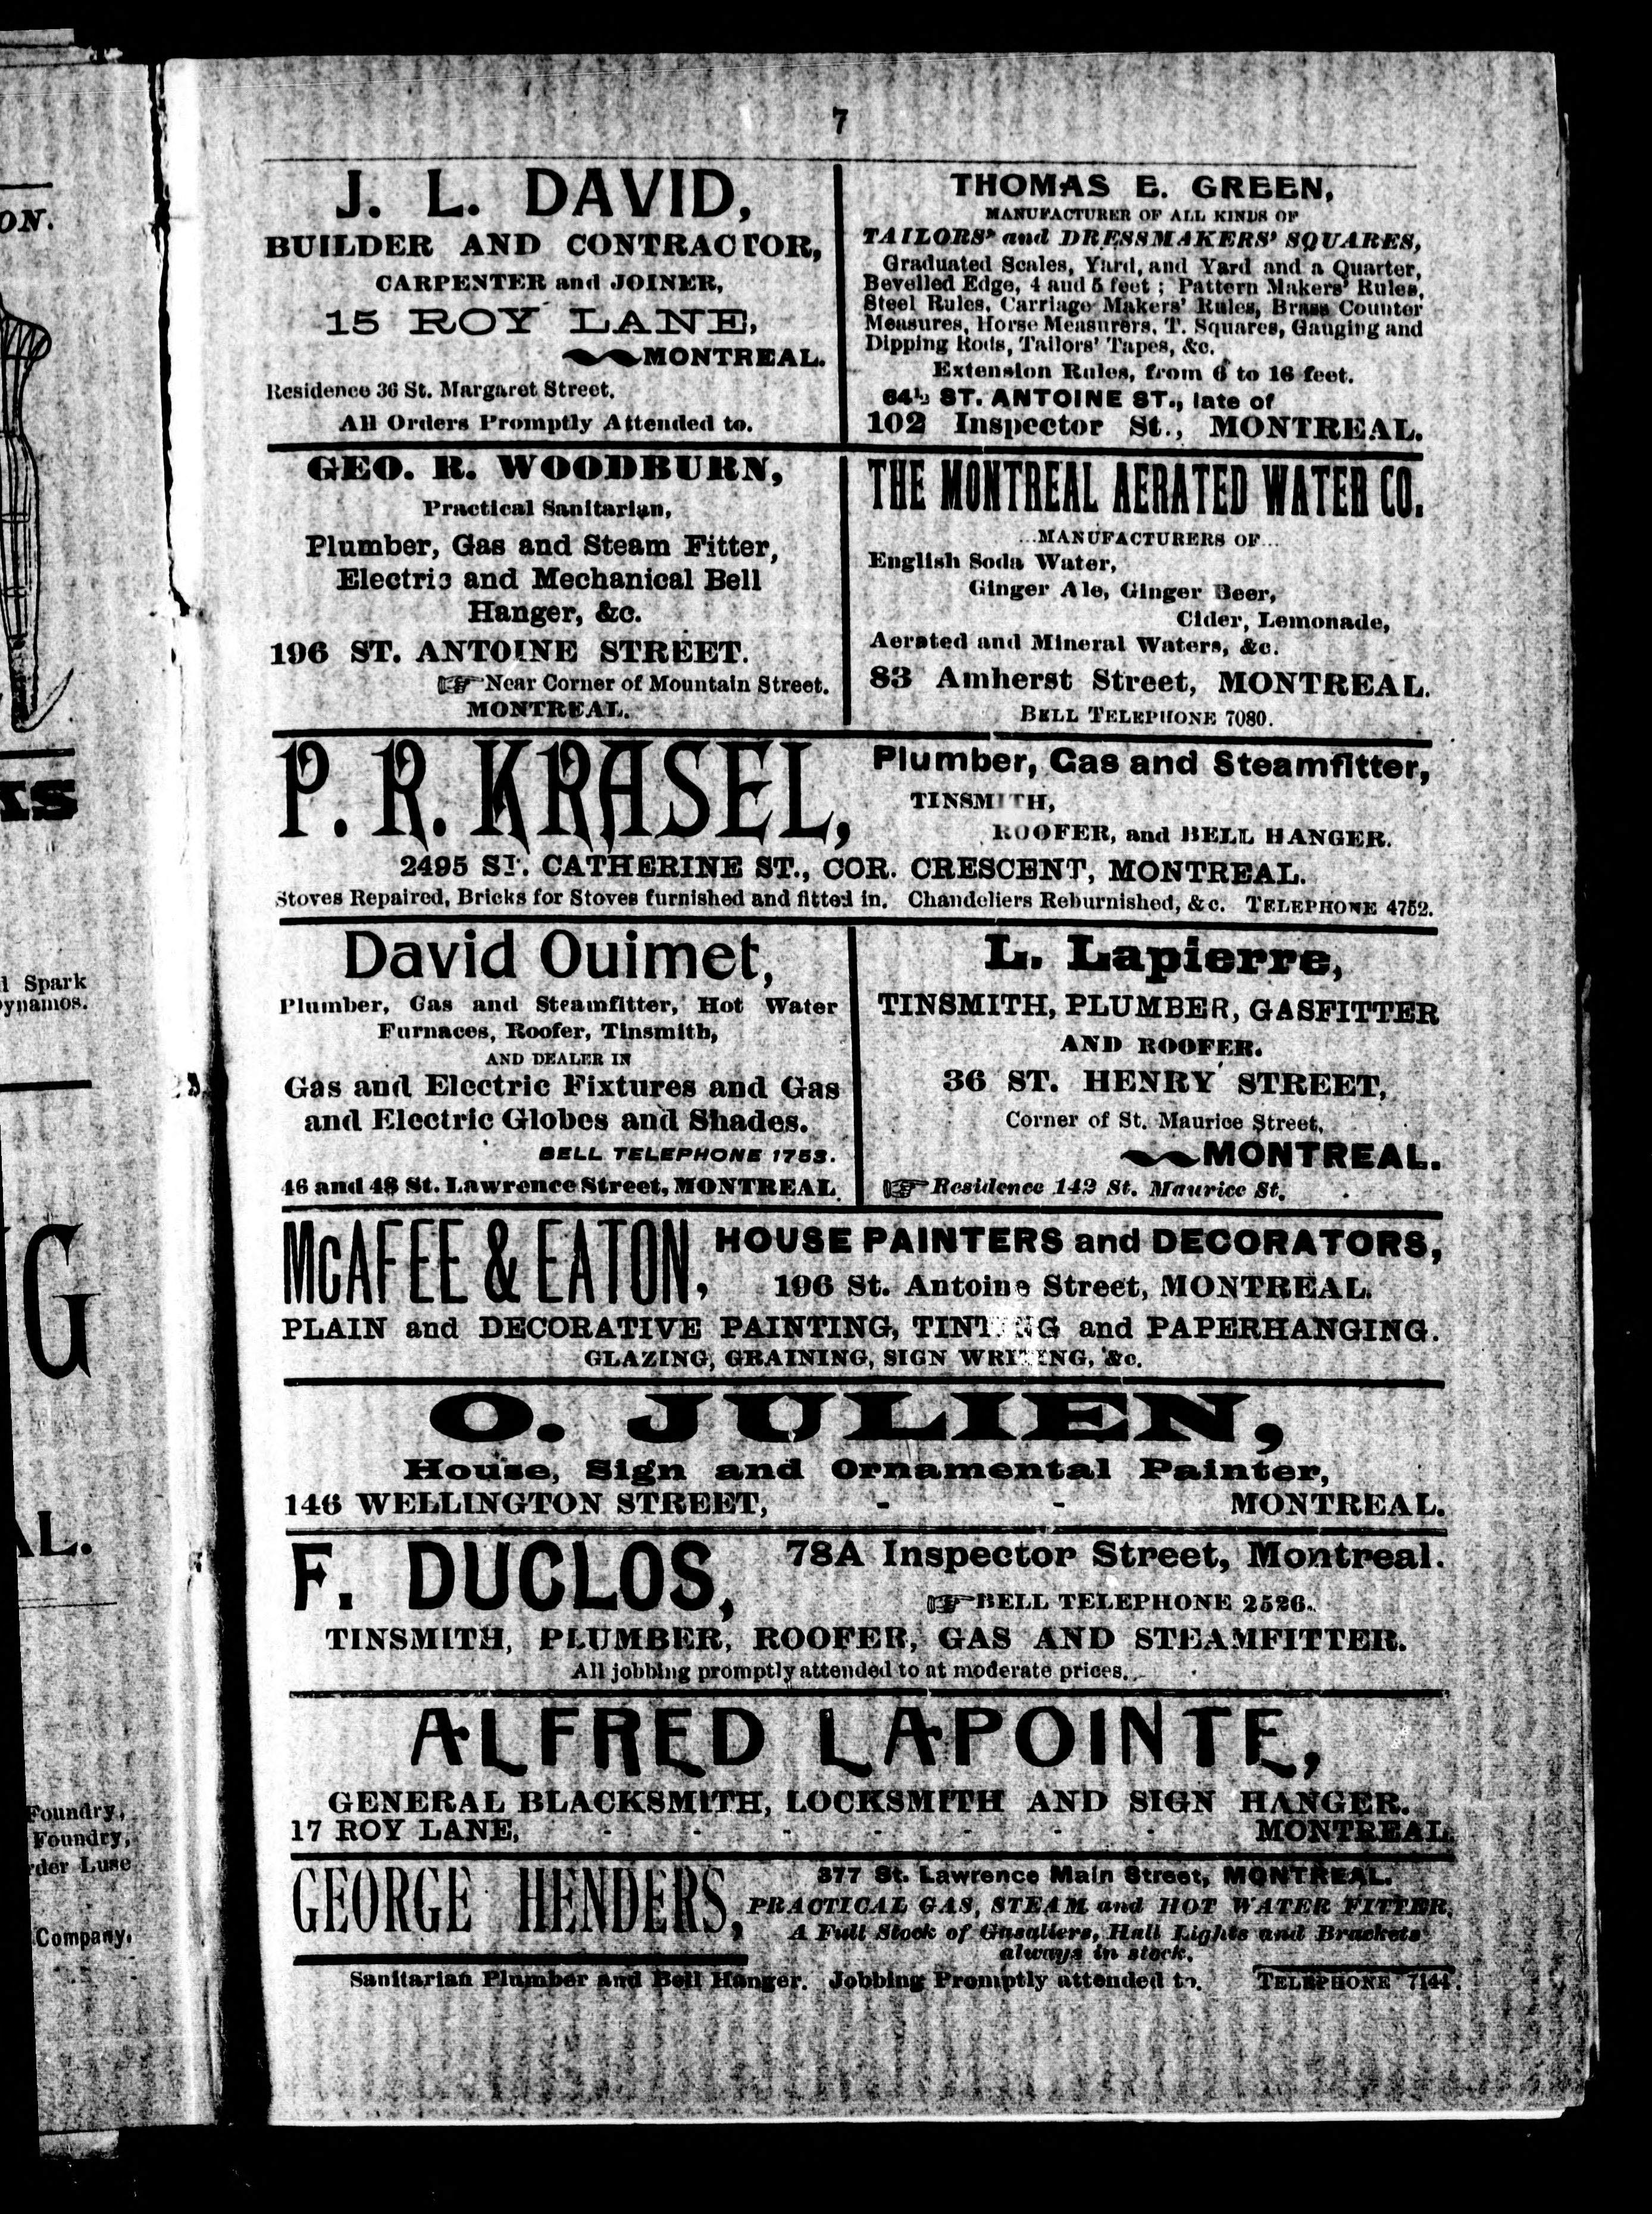 7
J. L. DAVID,
BUILDER AND CONTRACTOR,
CARPENTER and JOINER,
15 ROY LANE,
MONTREAL.
Residence 36 St. Margaret Street.
All Orders Promptly Attended to.
THOMAS E. GREEN,
MANUFACTURER OF ALL KINDS OF
TAILORS' and DRESSMAKERS' SQUARES,
Graduated Scales, Yard, and Yard and a Quarter,
Bevelled Edge, 4 and 5 feet ; Pattern Makers' Rules,
Steel Rules, Carriage Makers' Rules, Brass Counter
Measures, Horse Measurers, T. Squares, Gauging and
Dipping Rods, Tailors' Tapes, &c.
Extension Rules, from 6 to 16 feet.
64½ ST. ANTOINE ST., late of
102 Inspector St., MONTREAL.
GEO. R. WOODBURN,
Practical Sanitarian,
Plumber, Gas and Steam Fitter,
Electric and Mechanical Bell
Hanger, &c.
196 ST. ANTOINE STREET.
☞ Near Corner of Mountain Street.
MONTREAL.
THE MONTREAL AERATED WATER CO.
...MANUFACTURERS OF...
English Soda Water,
Ginger Ale, Ginger Beer,
Cider, Lemonade,
Aerated and Mineral Waters, &c.
83 Amherst Street, MONTREAL.
BELL TELEPHONE 7080.
P. R. KRASEL,
Plumber, Gas and Steamfitter,
TINSMITH,
ROOFER, and BELL HANGER.
2495 ST. CATHERINE ST., COR. CRESCENT, MONTREAL.
Stoves Repaired, Bricks for Stoves furnished and fitted in. Chandeliers Reburnished, &c. TELEPHONE 4752.
David Ouimet,
Plumber, Gas and Steamfitter, Hot Water
Furnaces, Roofer, Tinsmith,
AND DEALER IN
Gas and Electric Fixtures and Gas
and Electric Globes and Shades.
BELL TELEPHONE 1753.
46 and 48 St. Lawrence Street, MONTREAL.
L. Lapierre,
TINSMITH, PLUMBER, GASFITTER
AND ROOFER.
36 ST. HENRY STREET,
Corner of St. Maurice Street,
MONTREAL.
☞ Residence 142 St. Maurice St.
MCAFEE & EATON,
HOUSE PAINTERS and DECORATORS,
196 St. Antoine Street, MONTREAL.
PLAIN and DECORATIVE PAINTING, TINTING and PAPERHANGING.
GLAZING, GRAINING, SIGN WRITING, &c.
O. JULIEN,
House, Sign and Ornamental Painter,
146 WELLINGTON STREET, - - MONTREAL.
F. DUCLOS,
78A Inspector Street, Montreal.
☞ BELL TELEPHONE 2526.
TINSMITH, PLUMBER, ROOFER, GAS AND STEAMFITTER.
All jobbing promptly attended to at moderate prices.
ALFRED LAPOINTE,
GENERAL BLACKSMITH, LOCKSMITH AND SIGN HANGER.
17 ROY LANE, - - - - - - - MONTREAL.
GEORGE HENDERS,
377 St. Lawrence Main Street, MONTREAL.
PRACTICAL GAS, STEAM and HOT WATER FITTER.
A Full Stock of Gasaliers, Hall Lights and Brackets
always in stock.
Sanitarian Plumber and Bell Hanger. Jobbing Promptly attended to. TELEPHONE 7144.
ON.
Spark
Foundry,
Foundry,
Company.